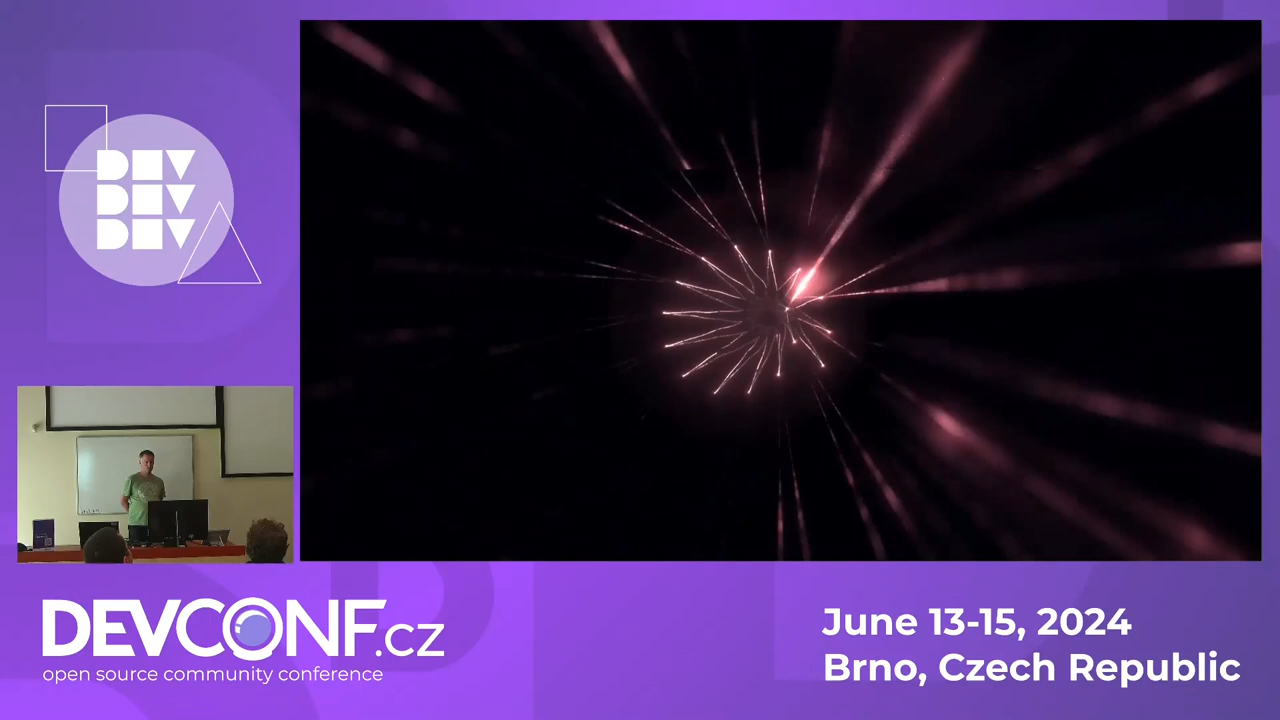 DEV
DEV
DEV
DEVCONF.cz
open source community conference
June 13-15, 2024
Brno, Czech Republic